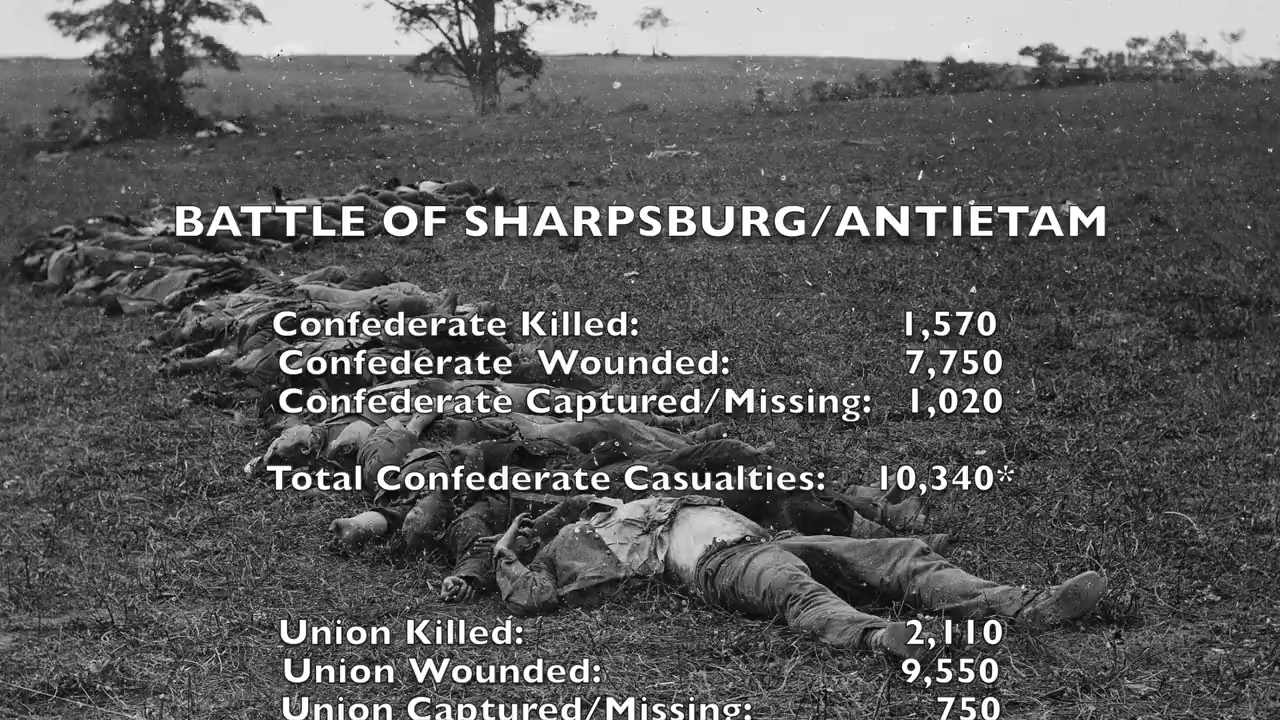 BATTLE OF SHARPSBURG/ANTIETAM
Confederate Killed: 1,570
Confederate Wounded: 7,750
Confederate Captured/Missing: 1,020
Total Confederate Casualties: 10,340*
Union Killed: 2,110
Union Wounded: 9,550
Union Captured/Missing: 750